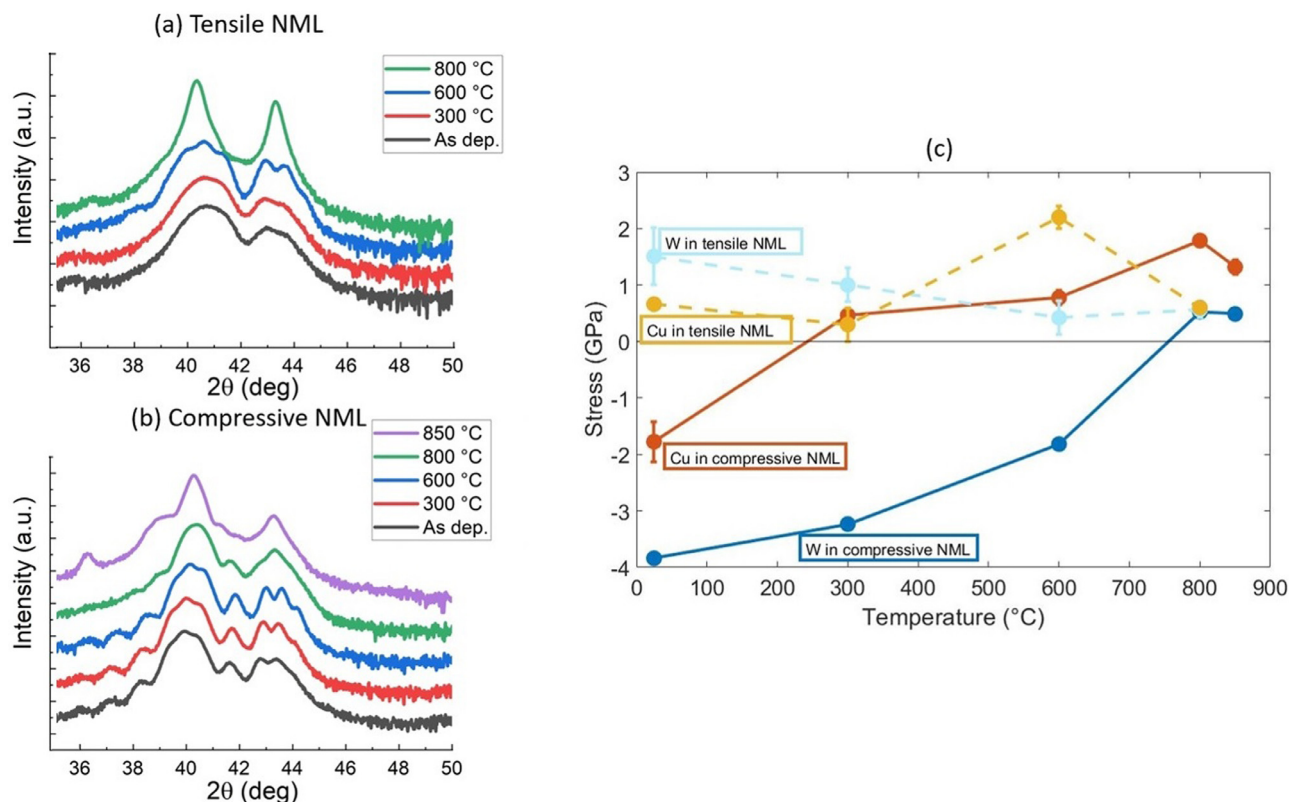 (a) Tensile NML
Intensity (a.u.)
800 °C
600 °C
300 °C
As dep.
36 38 40 42 44 46 48 50
2θ (deg)
(b) Compressive NML
Intensity (a.u.)
850 °C
800 °C
600 °C
300 °C
As dep.
36 38 40 42 44 46 48 50
2θ (deg)
(c)
Stress (GPa)
3
2
1
0
-1
-2
-3
-4
W in tensile NML
Cu in tensile NML
Cu in compressive NML
W in compressive NML
0 100 200 300 400 500 600 700 800 900
Temperature (°C)